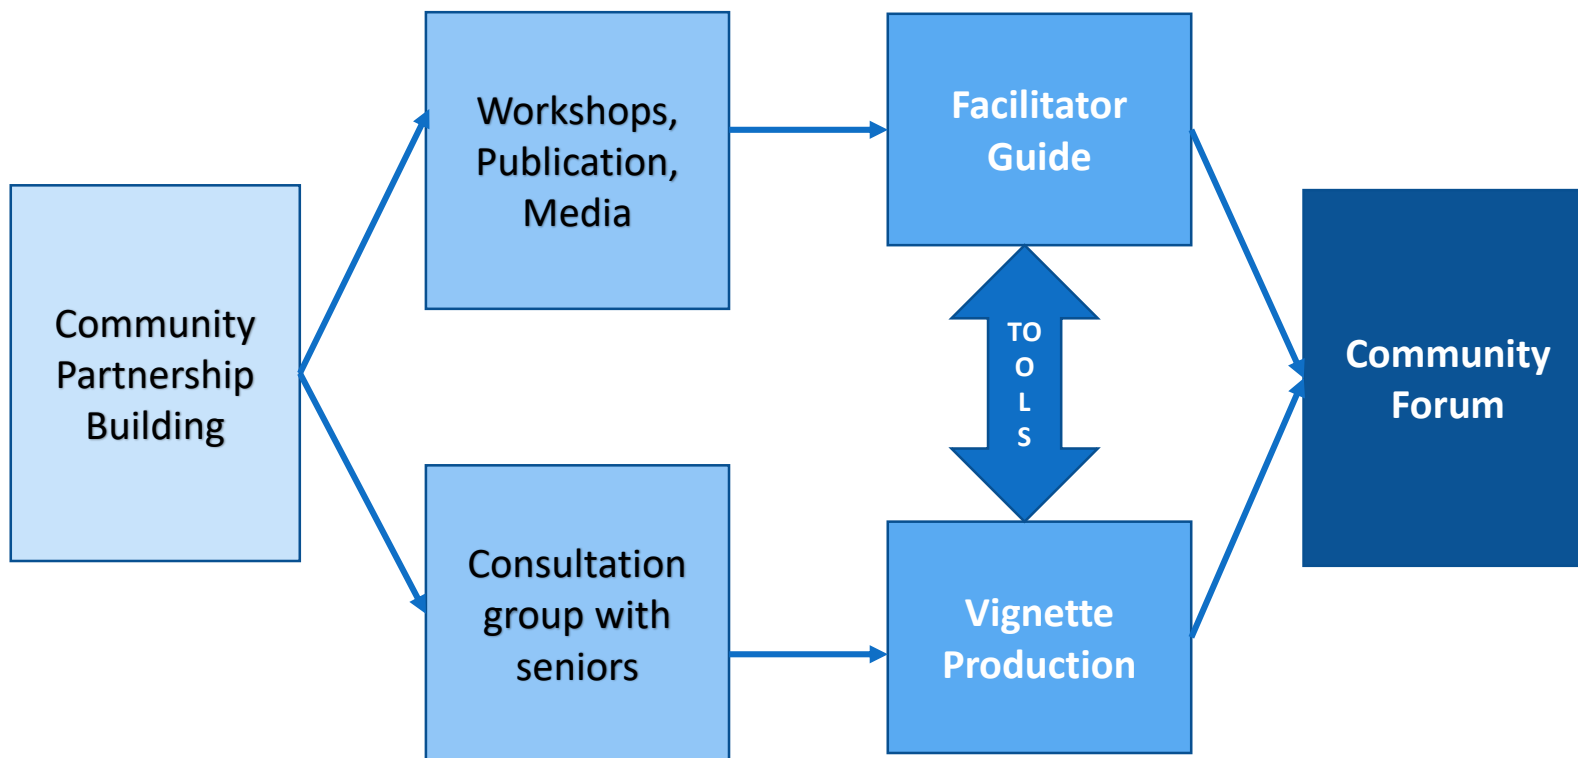 Community
Partnership
Building
Workshops,
Publication,
Media
Consultation
group with
seniors
Facilitator
Guide
TO
O
L
S
Vignette
Production
Community
Forum